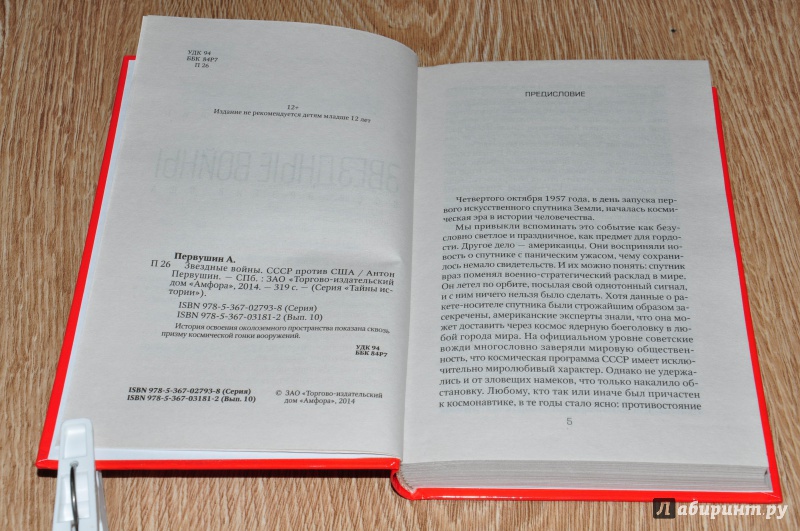 УДК 94
ББК 84Р7
П 26
12+
Издание не рекомендуется детям младше 12 лет
ЗВЕЗДНЫЕ ВОЙНЫ
Первушин А.
П 26 Звездные войны. СССР против США / Антон
Первушин. — СПб. : ЗАО «Торгово-издательский
дом «Амфора», 2014. — 319 с. — (Серия «Тайны ис-
тории»).
ISBN 978-5-367-02793-8 (Серия)
ISBN 978-5-367-03181-2 (Вып. 10)
История освоения околоземного пространства показана сквозь
призму космической гонки вооружений.
УДК 94
ББК 84Р7
ISBN 978-5-367-02793-8 (Серия)
ISBN 978-5-367-03181-2 (Вып. 10)
© ЗАО «Торгово-издательский
дом «Амфора», 2014
ПРЕДИСЛОВИЕ
Четвертого октября 1957 года, в день запуска пер-
вого искусственного спутника Земли, началась косми-
ческая эра в истории человечества.
Мы привыкли вспоминать это событие как безу-
словно светлое и праздничное, как предмет для гордо-
сти. Другое дело — американцы. Они восприняли ново-
сть о спутнике с паническим ужасом, чему сохранилось
немало свидетельств. И их можно понять: спутник
враз поменял военно-стратегический расклад в мире.
Он летел по орбите, посылая свой однотонный сигнал,
и с ним ничего нельзя было сделать. Хотя данные о ра-
кете-носителе спутника были строжайшим образом за-
секречены, американские эксперты знали, что она мо-
жет доставить через космос ядерную боеголовку в лю-
бой города мира. На официальном уровне советские
вожди многословно заверяли мировую обществен-
ность, что космическая программа СССР имеет исклю-
чительно миролюбивый характер. Однако не удержа-
лись и от зловещих намеков, что только накалило об-
становку. Любому, кто так или иначе был причастен
к космонавтике, в те годы стало ясно: противостояние
5
Лабиринт.ру